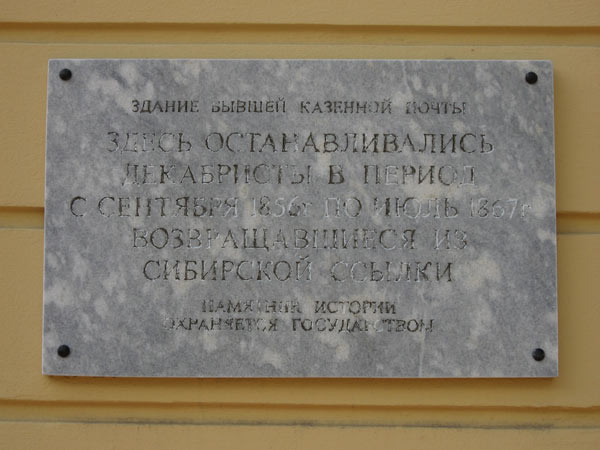 ЗДАНИЕ БЫВШЕЙ КАЗЕННОЙ ПОЧТЫ
ЗДЕСЬ ОСТАНАВЛИВАЛИСЬ
ДЕКАБРИСТЫ В ПЕРИОД
С СЕНТЯБРЯ 1856г ПО ИЮЛЬ 1867г
ВОЗВРАЩАВШИЕСЯ ИЗ
СИБИРСКОЙ ССЫЛКИ
ПАМЯТНИК ИСТОРИИ
ОХРАНЯЕТСЯ ГОСУДАРСТВОМ